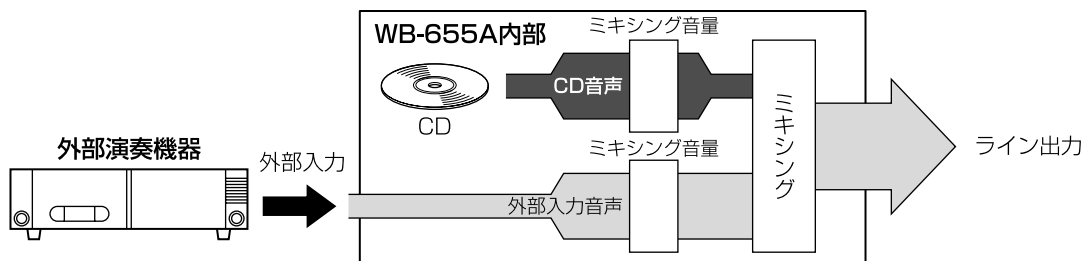 WB-655A内部
ミキシング音量
CD音声
CD
ミキシング
外部演奏機器
外部入力
ミキシング音量
外部入力音声
ライン出力